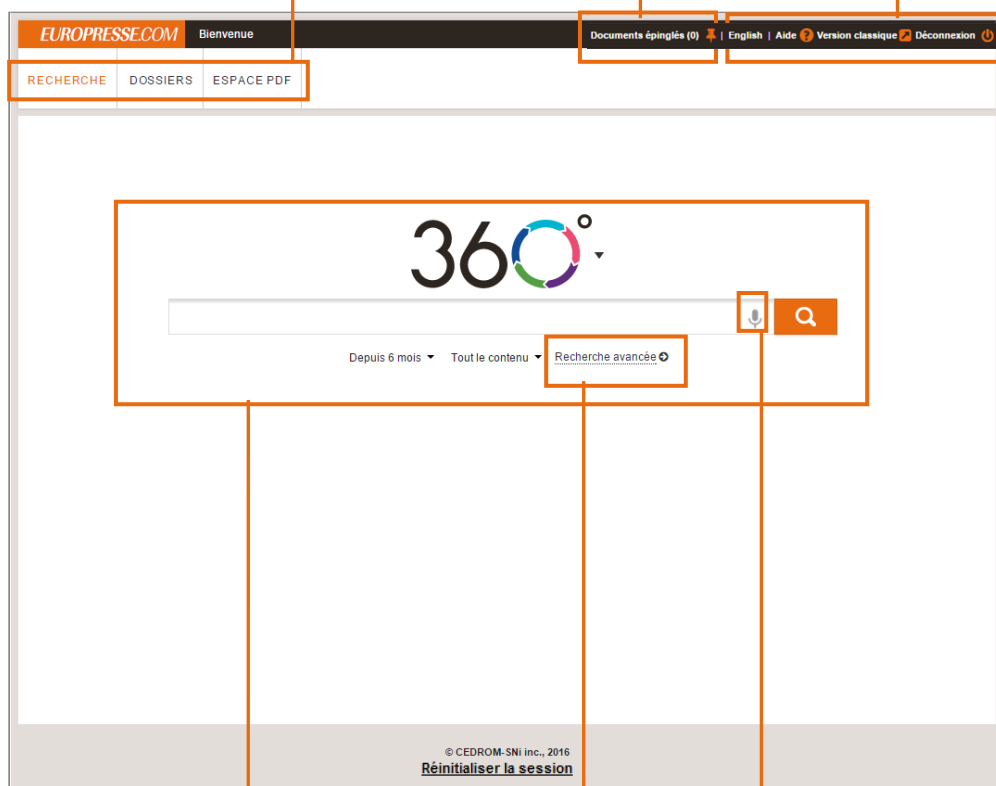 EUROPRESSE.COM Bienvenue Documents épinglés (0) | English | Aide ? Version classique Déconnexion
RECHERCHE DOSSIERS ESPACE PDF
360°
Depuis 6 mois Tout le contenu Recherche avancée
© CEDROM-SNi inc., 2016
Réinitialiser la session